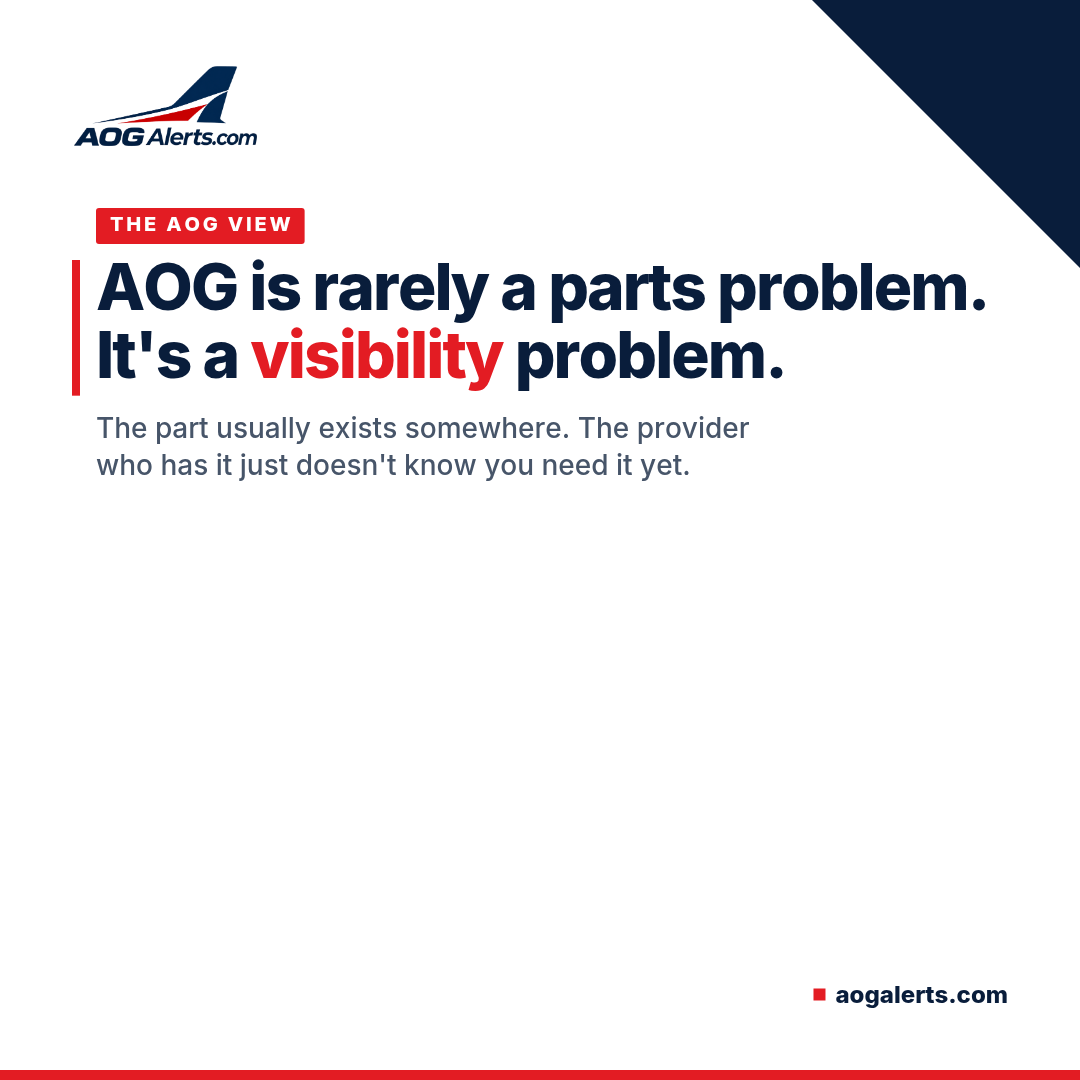 AOG Alerts.com
THE AOG VIEW
AOG is rarely a parts problem.
It's a visibility problem.
The part usually exists somewhere. The provider
who has it just doesn't know you need it yet.
aogalerts.com